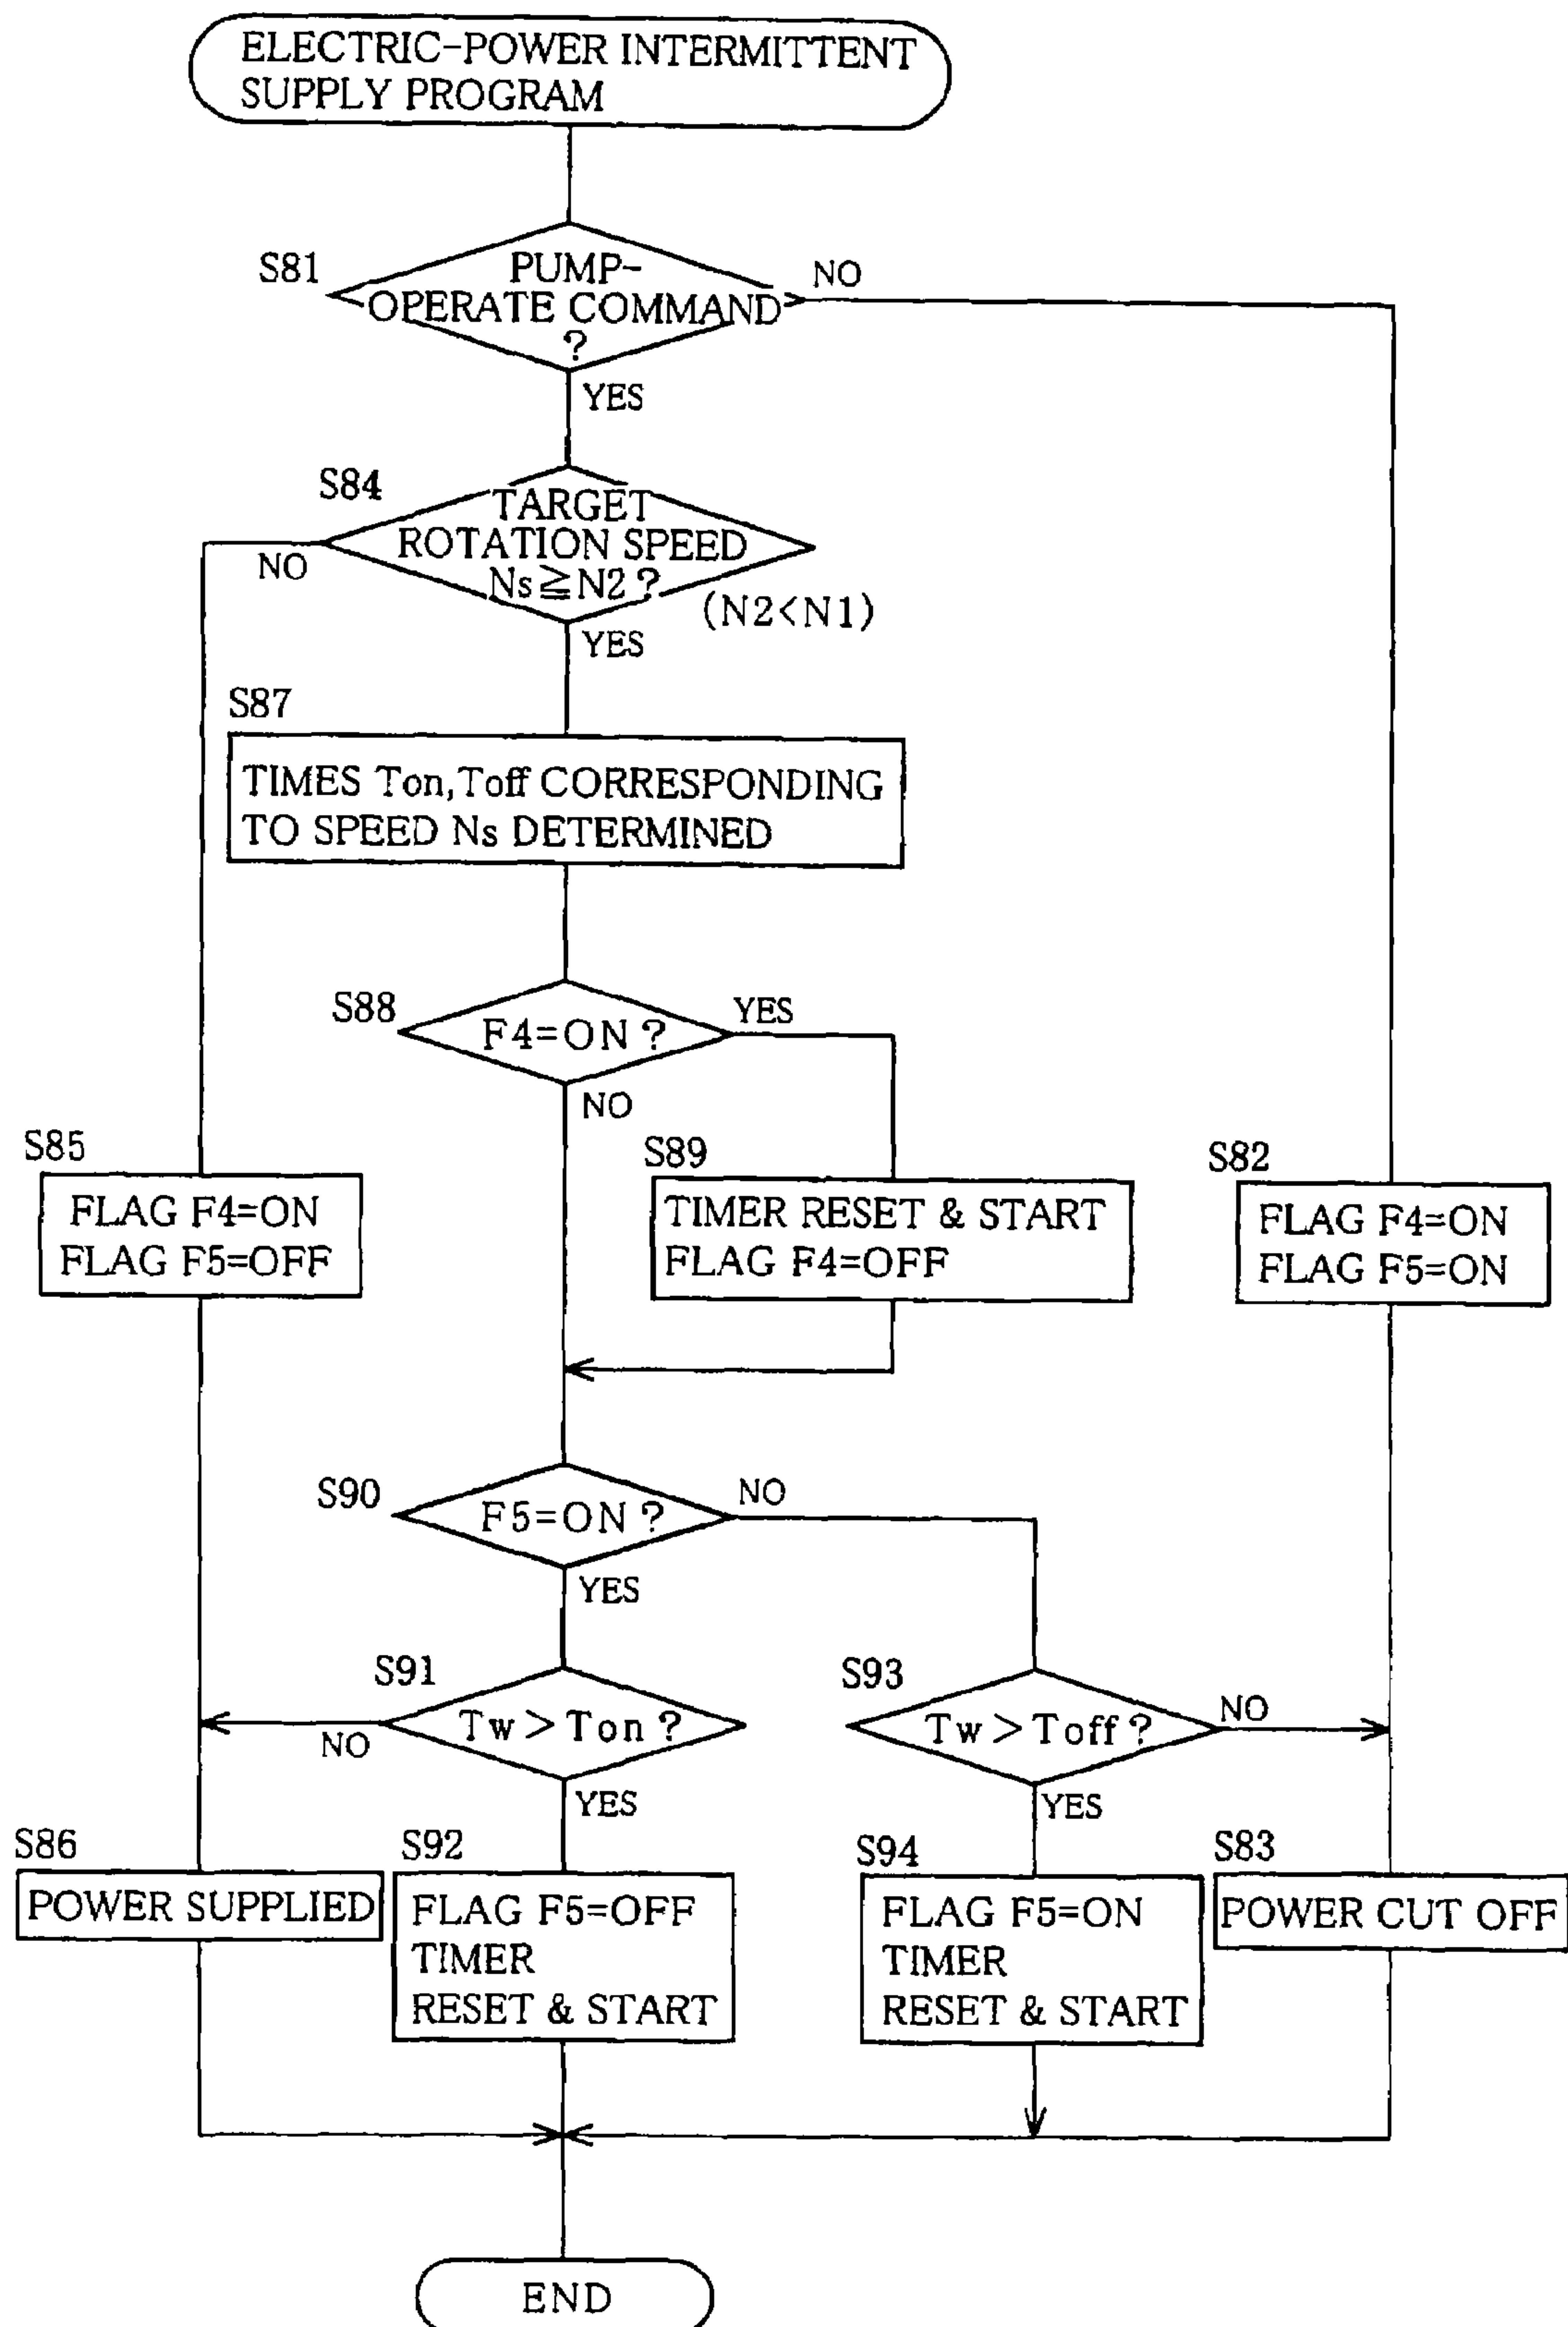 ELECTRIC-POWER INTERMITTENT
SUPPLY PROGRAM
S81
PUMP-
OPERATE COMMAND
?
NO
YES
S84
TARGET
ROTATION SPEED
Ns≧N2?
(N2<N1)
NO
YES
S87
TIMES Ton,Toff CORRESPONDING
TO SPEED Ns DETERMINED
S88
F4=ON?
YES
NO
S85
FLAG F4=ON
FLAG F5=OFF
S89
TIMER RESET & START
FLAG F4=OFF
S82
FLAG F4=ON
FLAG F5=ON
S90
F5=ON?
NO
YES
S91
Tw>Ton?
NO
YES
S93
Tw>Toff?
NO
YES
S86
POWER SUPPLIED
S92
FLAG F5=OFF
TIMER
RESET & START
S94
FLAG F5=ON
TIMER
RESET & START
S83
POWER CUT OFF
END